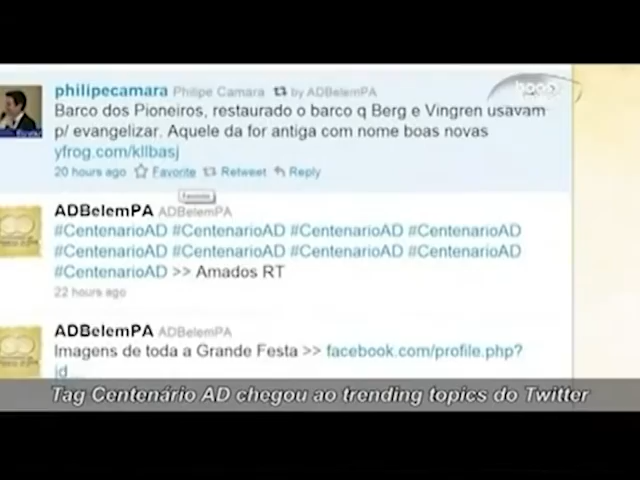 philipecamara Philipe Camara by ADBelemPA
Barco dos Pioneiros, restaurado o barco q Berg e Vingren usavam
p/ evangelizar. Aquele da for antiga com nome boas novas
yfrog.com/kllbasj
20 hours ago Favorite Retweet Reply
Favorite
ADBelemPA ADBelemPA
#CentenarioAD #CentenarioAD #CentenarioAD #CentenarioAD
#CentenarioAD #CentenarioAD #CentenarioAD #CentenarioAD
#CentenarioAD >> Amados RT
22 hours ago
ADBelemPA ADBelemPA
Imagens de toda a Grande Festa >> facebook.com/profile.php?
id...
Tag Centenário AD chegou ao trending topics do Twitter